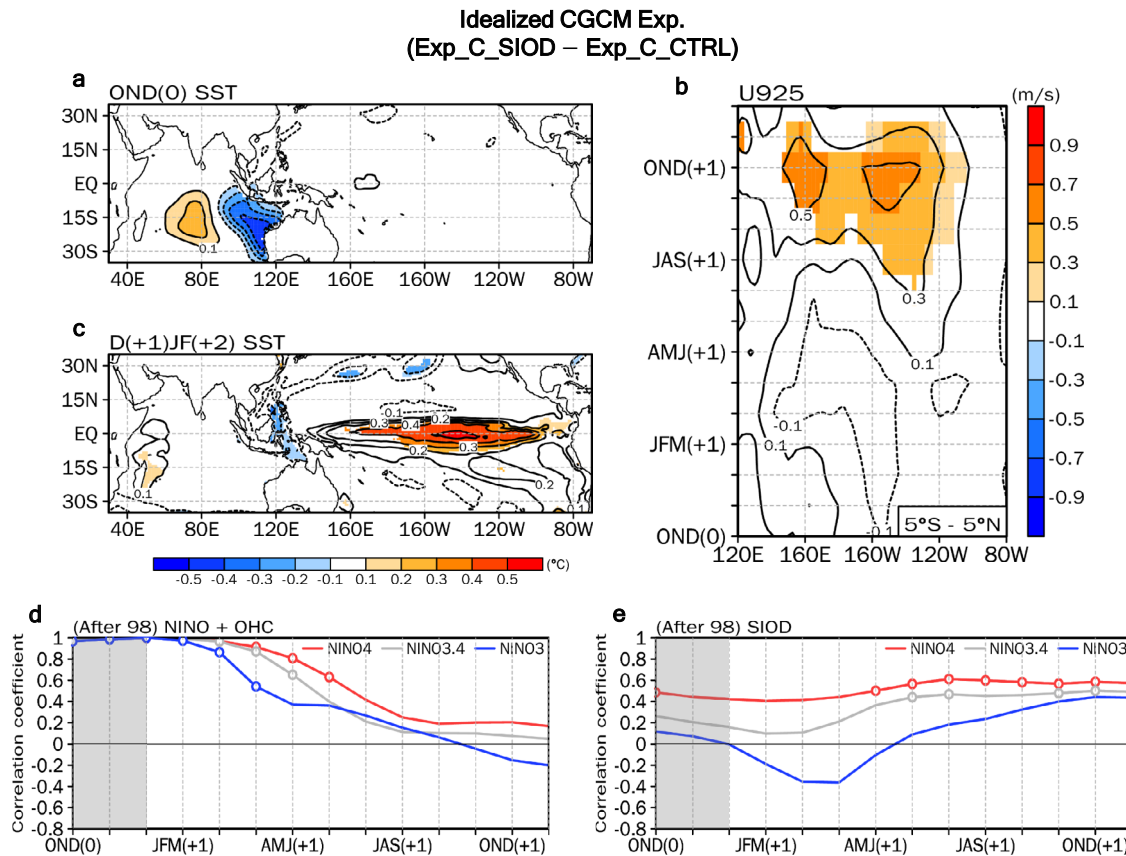 Idealized CGCM Exp.
(Exp_C_SIOD – Exp_C_CTRL)
a
OND(0) SST
30N
15N
EQ
15S
30S
0.1
40E 80E 120E 160E 160W 120W 80W
b
U925
(m/s)
OND(+1)
JAS(+1)
AMJ(+1)
JFM(+1)
OND(0)
0.5
0.3
0.1
-0.1
0.1
-0.1
5°S - 5°N
120E 160E 160W 120W 80W
0.9
0.7
0.5
0.3
0.1
-0.1
-0.3
-0.5
-0.7
-0.9
c
D(+1)JF(+2) SST
30N
15N
EQ
15S
30S
0.1
0.2
0.3
0.4
0.2
0.3
0.2
0.1
0.1
40E 80E 120E 160E 160W 120W 80W
-0.5 -0.4 -0.3 -0.2 -0.1 0.1 0.2 0.3 0.4 0.5
(°C)
d
(After 98) NINO + OHC
NINO4 NINO3.4 NINO3
Correlation coefficient
1
0.8
0.6
0.4
0.2
0
-0.2
-0.4
-0.6
-0.8
OND(0) JFM(+1) AMJ(+1) JAS(+1) OND(+1)
e
(After 98) SIOD
NINO4 NINO3.4 NINO3
Correlation coefficient
1
0.8
0.6
0.4
0.2
0
-0.2
-0.4
-0.6
-0.8
OND(0) JFM(+1) AMJ(+1) JAS(+1) OND(+1)